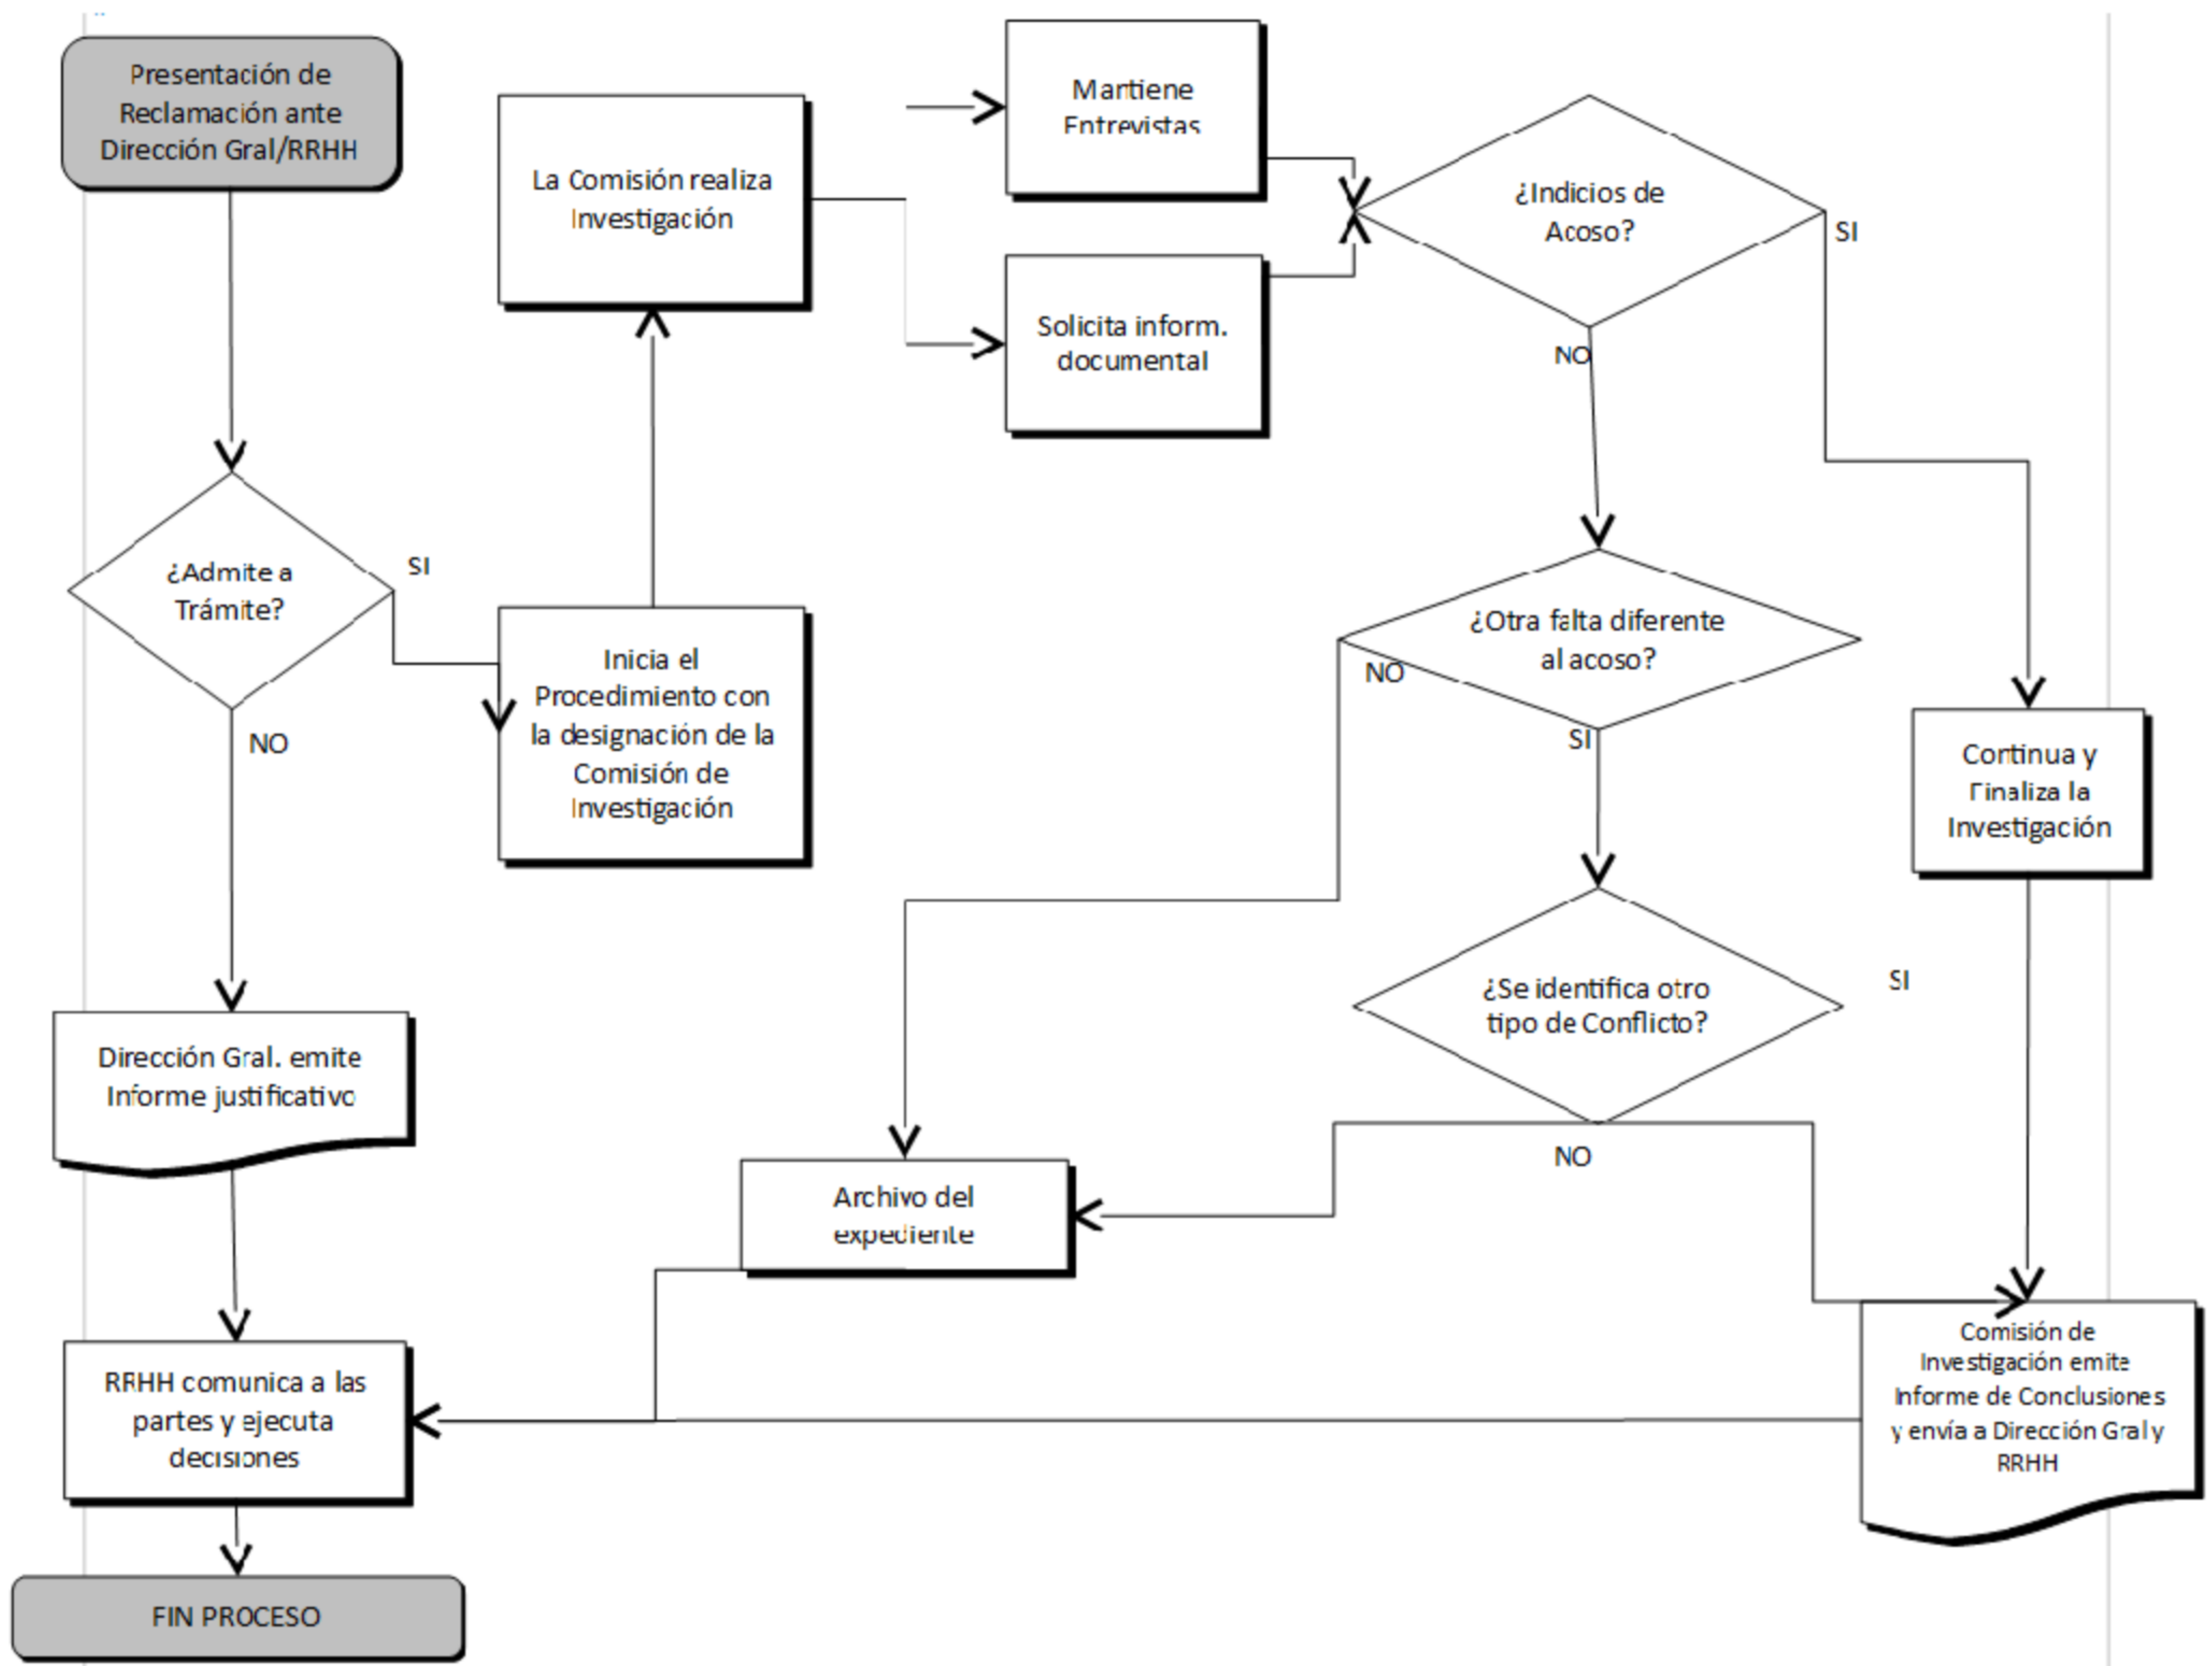 Presentación de
Reclamación ante
Dirección Gral/RRHH
¿Admite a
Trámite?
SI
NO
Inicia el
Procedimiento con
la designación de la
Comisión de
Investigación
La Comisión realiza
Investigación
Mantiene
Entrevistas
Solicita inform.
documental
¿Indicios de
Acoso?
SI
NO
¿Otra falta diferente
al acoso?
NO
SI
Continua y
Finaliza la
Investigación
¿Se identifica otro
tipo de Conflicto?
SI
NO
Dirección Gral. emite
Informe justificativo
Archivo del
expediente
Comisión de
Investigación emite
Informe de Conclusiones
y envía a Dirección Gral y
RRHH
RRHH comunica a las
partes y ejecuta
decisiones
FIN PROCESO